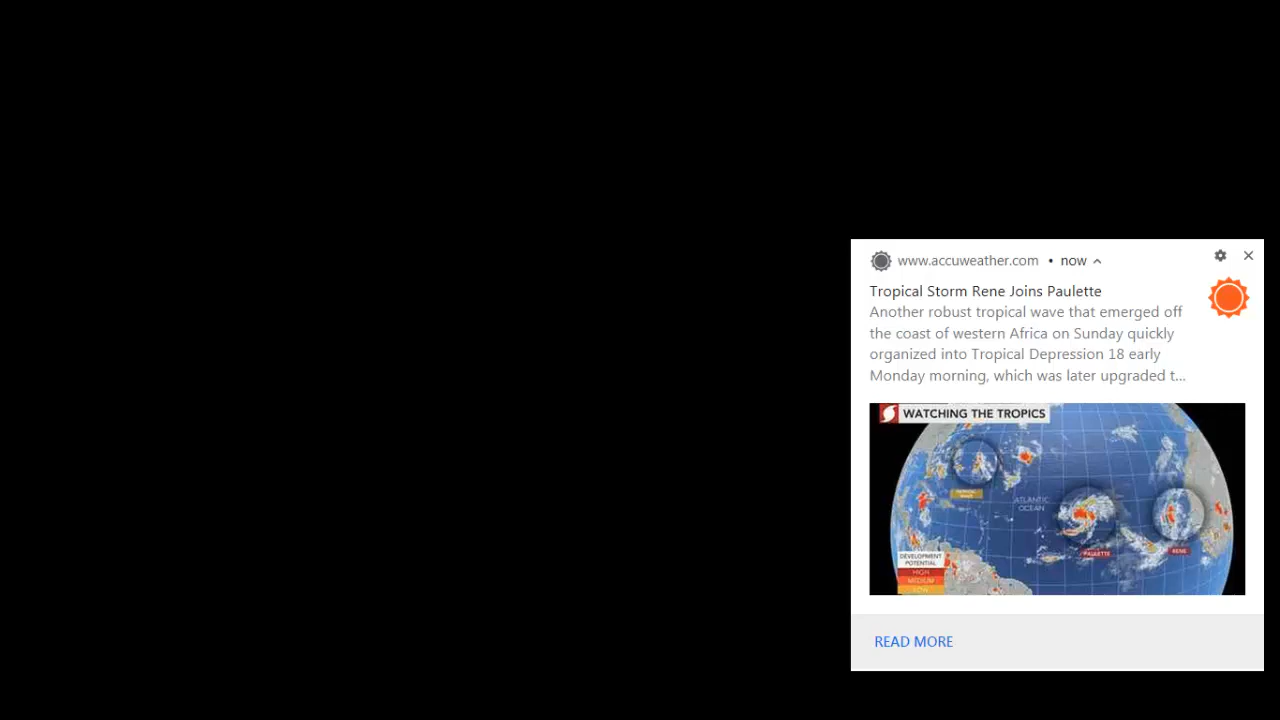 www.accuweather.com • now
Tropical Storm Rene Joins Paulette
Another robust tropical wave that emerged off
the coast of western Africa on Sunday quickly
organized into Tropical Depression 18 early
Monday morning, which was later upgraded t...
WATCHING THE TROPICS
TROPICAL
WAVE
ATLANTIC
OCEAN
PAULETTE
RENE
DEVELOPMENT
POTENTIAL
HIGH
MEDIUM
LOW
READ MORE